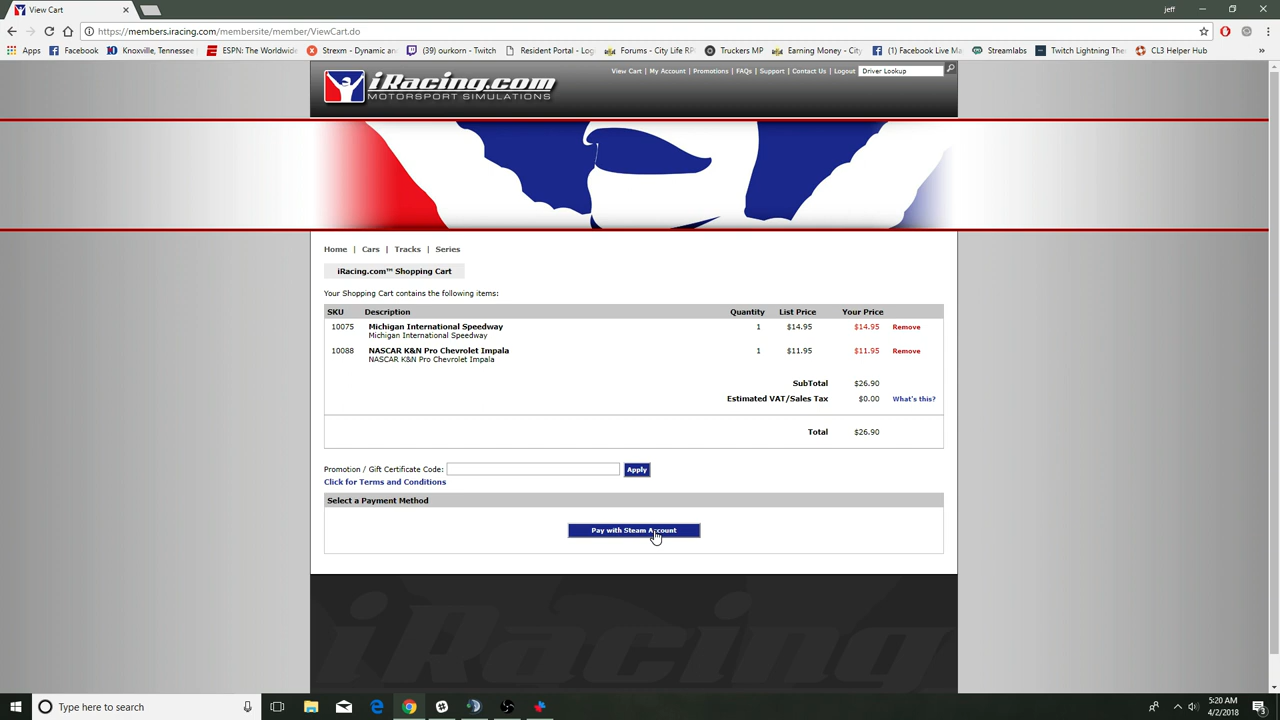 View Cart
jeff
https://members.iracing.com/membersite/member/ViewCart.do
Apps Facebook Knoxville, Tennessee ESPN: The Worldwide Strexm - Dynamic an (39) ourkorn - Twitch Resident Portal - Log Forums - City Life RP Truckers MP Earning Money - City (1) Facebook Live Ma Streamlabs Twitch Lightning The CL3 Helper Hub »
View Cart | My Account | Promotions | FAQs | Support | Contact Us | Logout Driver Lookup
iRacing.com
MOTORSPORT SIMULATIONS
Home | Cars | Tracks | Series
iRacing.com™ Shopping Cart
Your Shopping Cart contains the following items:
SKU Description Quantity List Price Your Price
10075 Michigan International Speedway 1 $14.95 $14.95 Remove
Michigan International Speedway
10088 NASCAR K&N Pro Chevrolet Impala 1 $11.95 $11.95 Remove
NASCAR K&N Pro Chevrolet Impala
SubTotal $26.90
Estimated VAT/Sales Tax $0.00 What's this?
Total $26.90
Promotion / Gift Certificate Code: Apply
Click for Terms and Conditions
Select a Payment Method
Pay with Steam Account
iRacing
Type here to search
5:20 AM
4/2/2018
3